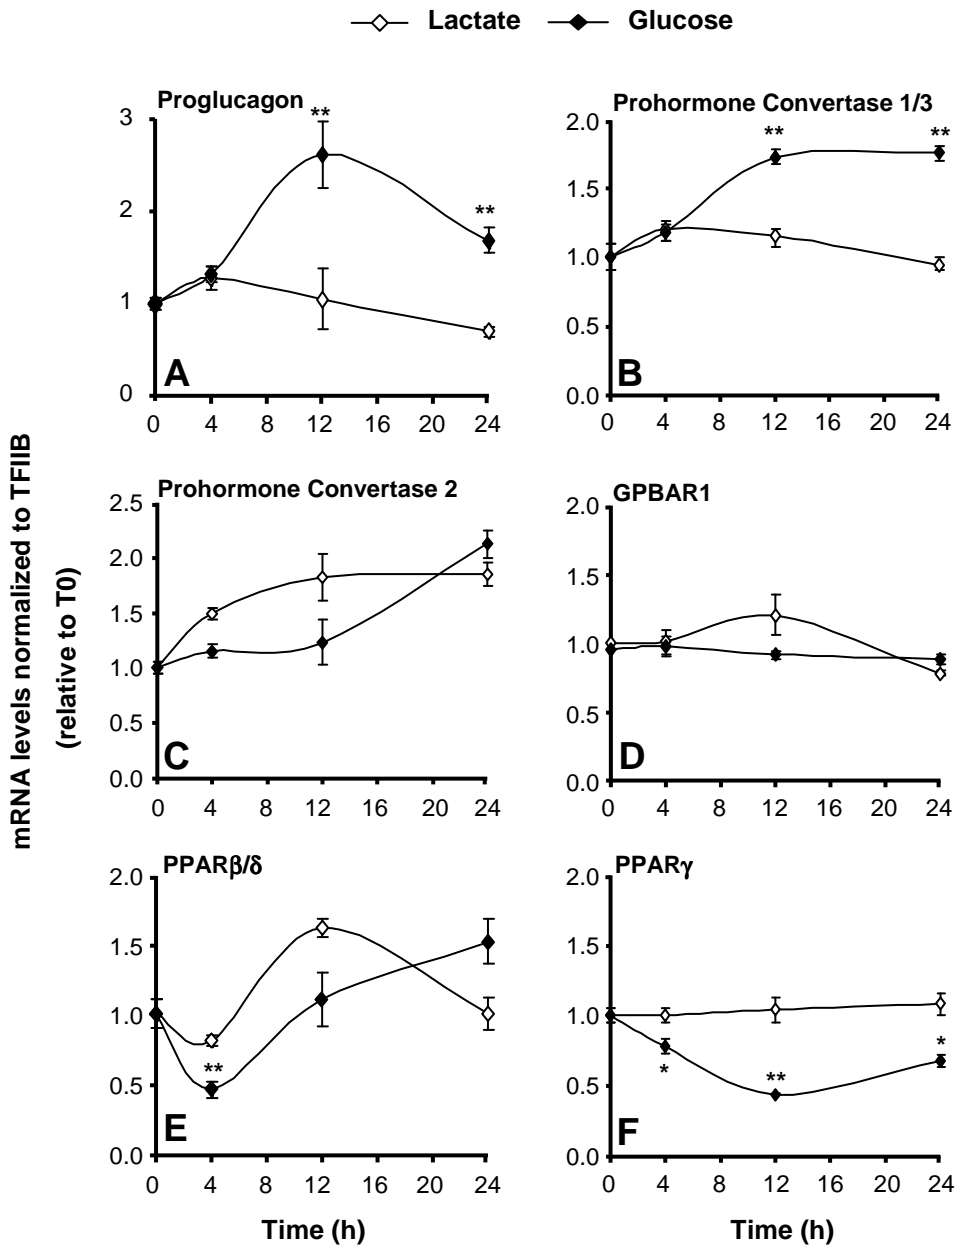 Lactate Glucose
Proglucagon
3
2
1
0
**
**
A
0 4 8 12 16 20 24
Prohormone Convertase 1/3
2.0
1.5
1.0
0.5
0.0
**
**
B
0 4 8 12 16 20 24
mRNA levels normalized to TFIIB
(relative to T0)
Prohormone Convertase 2
2.5
2.0
1.5
1.0
0.5
0.0
C
0 4 8 12 16 20 24
GPBAR1
2.0
1.5
1.0
0.5
0.0
D
0 4 8 12 16 20 24
PPARβ/δ
2.0
1.5
1.0
0.5
0.0
**
E
0 4 8 12 16 20 24
Time (h)
PPARγ
2.0
1.5
1.0
0.5
0.0
*
**
*
F
0 4 8 12 16 20 24
Time (h)